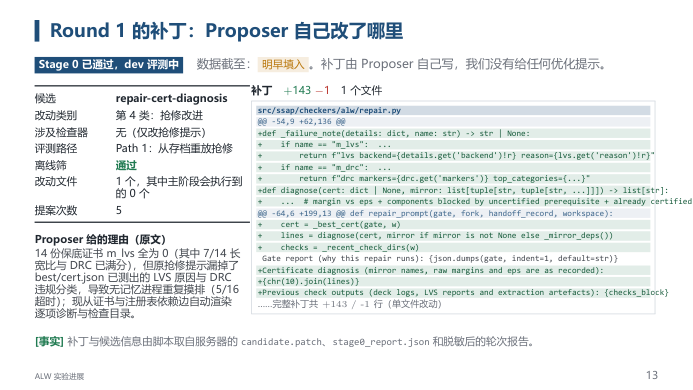 Round 1 的补丁：Proposer 自己改了哪里
Stage 0 已通过，dev 评测中 数据截至：明早填入。补丁由 Proposer 自己写，我们没有给任何优化提示。
候选 repair-cert-diagnosis
改动类别 第 4 类：抢修改进
涉及检查器 无（仅改抢修提示）
评测路径 Path 1：从存档重放抢修
离线筛 通过
改动文件 1 个，其中主阶段会执行到
的 0 个
提案次数 5
Proposer 给的理由（原文）
14 份保底证书 m_lvs 全为 0（其中 7/14 长
宽比与 DRC 已满分），但原抢修提示漏掉了
best/cert.json 已测出的 LVS 原因与 DRC
违规分类，导致无记忆进程重复摸排（5/16
超时）；现从证书与注册表依赖边自动渲染
逐项诊断与检查目录。
补丁 +143 −1 1 个文件
src/ssap/checkers/alw/repair.py
@@ -54,9 +62,136 @@
+def _failure_note(details: dict, name: str) -> str | None:
+    if name == "m_lvs":  ...
+        return f"lvs backend={details.get('backend')!r} reason={lvs.get('reason')!r}"
+    if name == "m_drc":  ...
+        return f"drc markers={drc.get('markers')} top_categories={...}"
+def diagnose(cert: dict | None, mirror: list[tuple[str, tuple[str, ...]]]) -> list[str]:
+    ...  # margin vs eps + components blocked by uncertified prerequisite + already certified
@@ -64,6 +199,13 @@ def repair_prompt(gate, fork, handoff_record, workspace):
+    cert = _best_cert(gate, w)
+    lines = diagnose(cert, mirror if mirror is not None else _mirror_deps())
+    checks = _recent_check_dirs(w)
 Gate report (why this repair runs): {json.dumps(gate, indent=1, default=str)}
+Certificate diagnosis (mirror names, raw margins and eps are as recorded):
+{chr(10).join(lines)}
+Previous check outputs (deck logs, LVS reports and extraction artefacts): {checks_block}
……完整补丁共 +143 / -1 行（单文件改动）
[事实] 补丁与候选信息由脚本取自服务器的 candidate.patch、stage0_report.json 和脱敏后的轮次报告。
ALW 实验进展
13